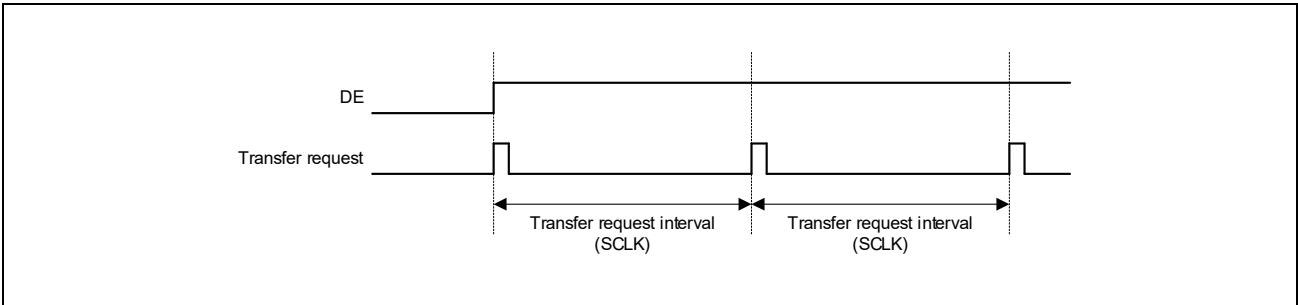 DE
Transfer request
Transfer request interval
(SCLK)
Transfer request interval
(SCLK)